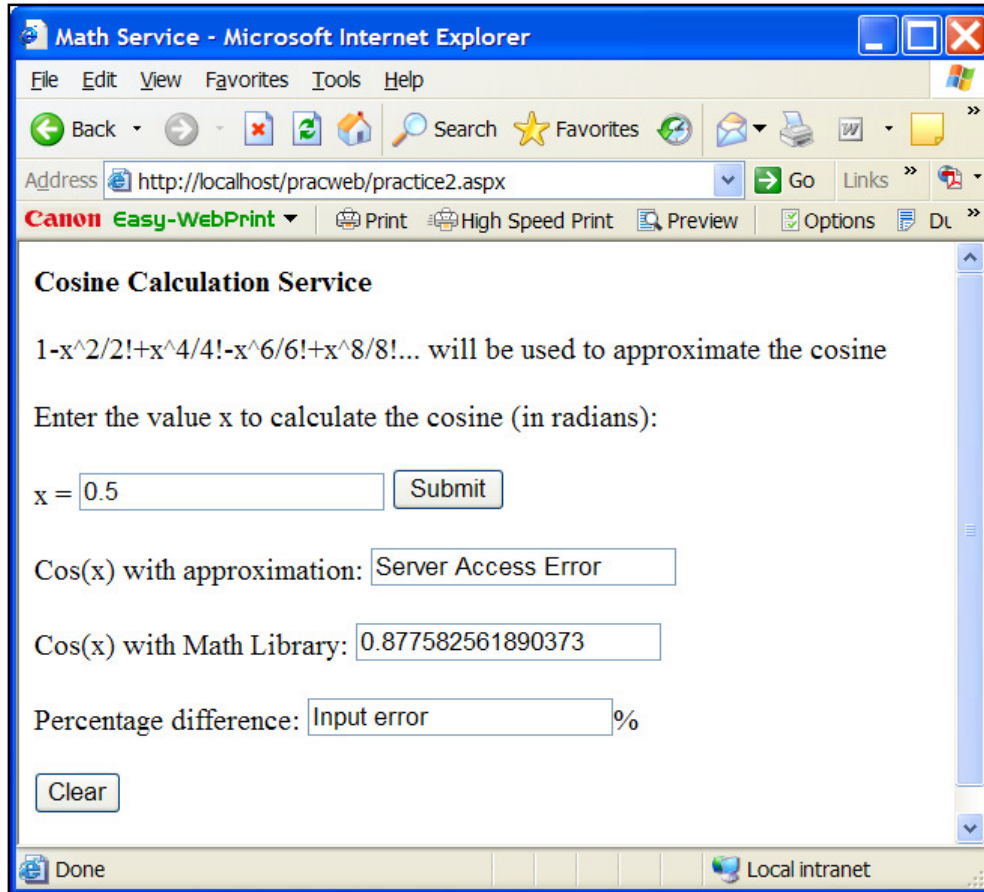 Math Service - Microsoft Internet Explorer
File Edit View Favorites Tools Help
Back Search Favorites W »
Address http://localhost/pracweb/practice2.aspx Go Links »
Canon Easy-WebPrint Print High Speed Print Preview Options Du »
Cosine Calculation Service
1-x^2/2!+x^4/4!-x^6/6!+x^8/8!... will be used to approximate the cosine
Enter the value x to calculate the cosine (in radians):
x = 0.5 Submit
Cos(x) with approximation: Server Access Error
Cos(x) with Math Library: 0.877582561890373
Percentage difference: Input error %
Clear
Done Local intranet